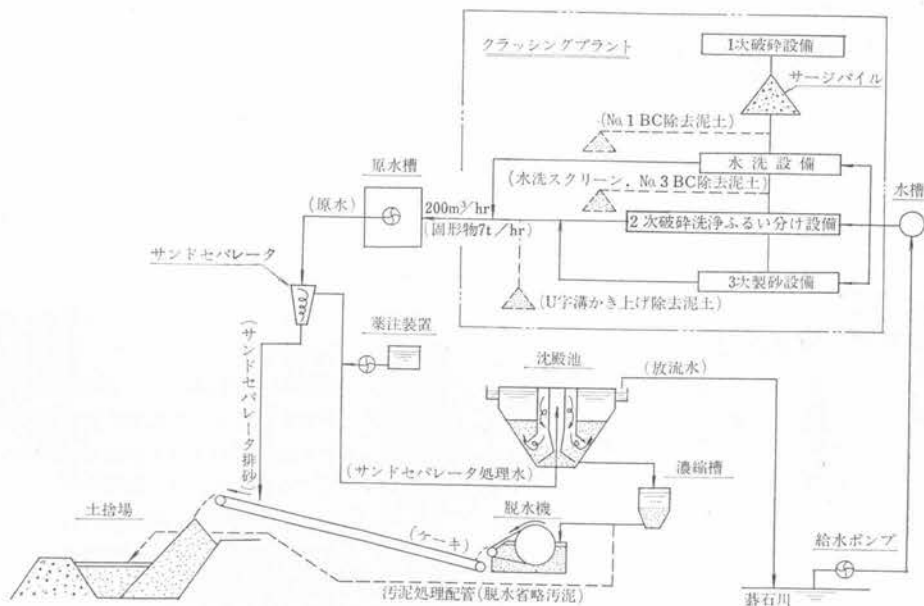 クラッシングプラント
1次破砕設備
サージパイル
(No.1 BC除去泥土)
原水槽
水洗設備
(水洗スクリーン, No.3 BC除去泥土)
水槽
(原水)
200m³/hr
(固形物7t/hr)
2次破砕洗浄ふるい分け設備
サンドセパレータ
3次製砂設備
(U字溝かき上げ除去泥土)
薬注装置
沈殿池
(放流水)
(サンドセパレータ排砂)
(サンドセパレータ処理水)
濃縮槽
土捨場
脱水機
(ケーキ)
給水ポンプ
汚泥処理配管(脱水省略汚泥)
碁石川